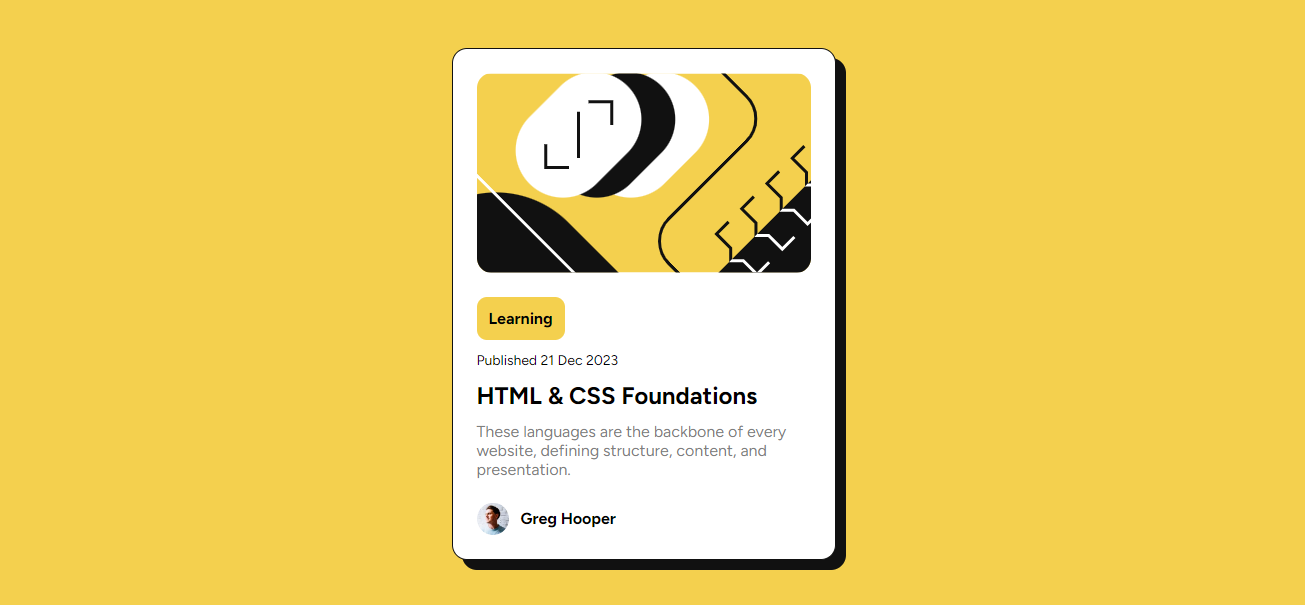 Learning
Published 21 Dec 2023
HTML & CSS Foundations
These languages are the backbone of every
website, defining structure, content, and
presentation.
Greg Hooper